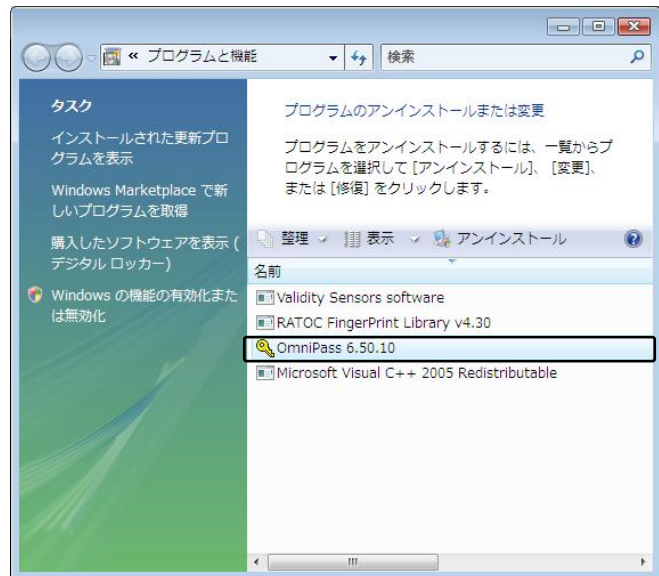 « プログラムと機能
検索
タスク
インストールされた更新プロ
グラムを表示
Windows Marketplace で新
しいプログラムを取得
購入したソフトウェアを表示 (
デジタル ロッカー)
Windows の機能の有効化また
は無効化
プログラムのアンインストールまたは変更
プログラムをアンインストールするには、一覧からプ
ログラムを選択して [アンインストール]、 [変更]、
または [修復] をクリックします。
整理 表示 アンインストール
名前
Validity Sensors software
RATOC FingerPrint Library v4.30
OmniPass 6.50.10
Microsoft Visual C++ 2005 Redistributable